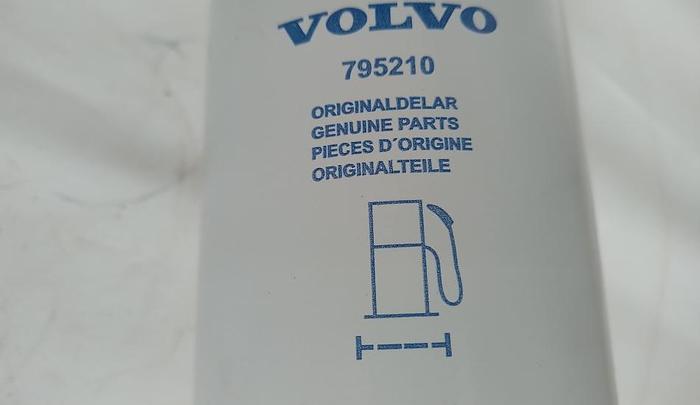 VOLVO
795210
ORIGINALDELAR
GENUINE PARTS
PIECES D´ORIGINE
ORIGINALTEILE